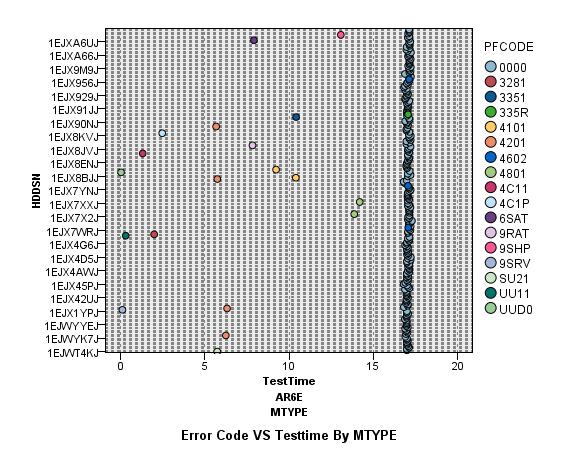 PFCODE
0000
3281
3351
335R
4101
4201
4602
4801
4C11
4C1P
6SAT
9RAT
9SHP
9SRV
SU21
UU11
UUD0
HDDSN
1EJXA6UJ
1EJXA66J
1EJX9M9J
1EJX956J
1EJX929J
1EJX91JJ
1EJX90NJ
1EJX8KVJ
1EJX8JVJ
1EJX8ENJ
1EJX8BJJ
1EJX7YNJ
1EJX7XXJ
1EJX7X2J
1EJX7WRJ
1EJX4G6J
1EJX4D5J
1EJX4AWJ
1EJX45PJ
1EJX42UJ
1EJX1YPJ
1EJWYYEJ
1EJWYK7J
1EJWT4KJ
0 5 10 15 20
TestTime
AR6E
MTYPE
Error Code VS Testtime By MTYPE